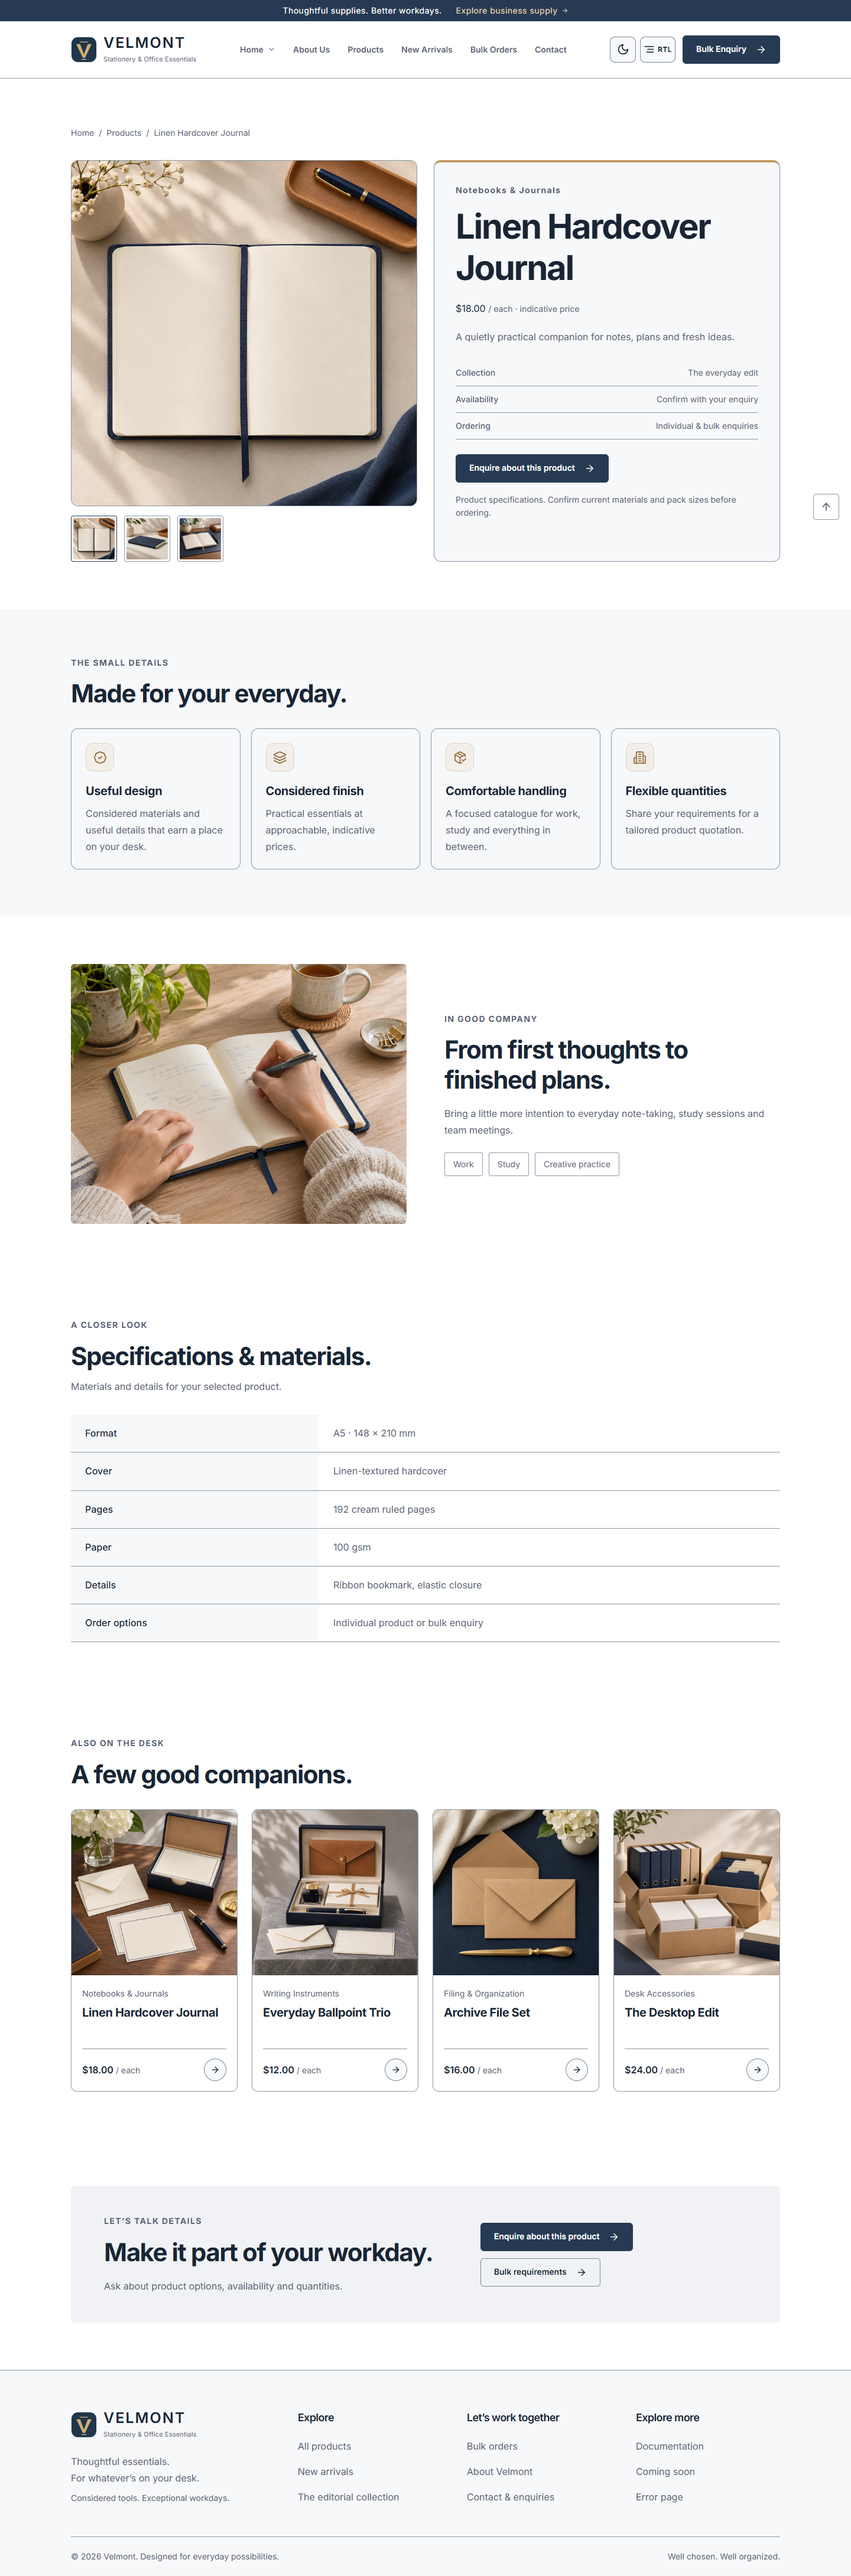 Thoughtful supplies. Better workdays. Explore business supply →
VELMONT
Stationery & Office Essentials
Home
About Us
Products
New Arrivals
Bulk Orders
Contact
RTL
Bulk Enquiry →
Home / Products / Linen Hardcover Journal
Notebooks & Journals
Linen Hardcover
Journal
$18.00 / each · indicative price
A quietly practical companion for notes, plans and fresh ideas.
Collection The everyday edit
Availability Confirm with your enquiry
Ordering Individual & bulk enquiries
Enquire about this product →
Product specifications. Confirm current materials and pack sizes before
ordering.
THE SMALL DETAILS
Made for your everyday.
Useful design
Considered materials and
useful details that earn a place
on your desk.
Considered finish
Practical essentials at
approachable, indicative
prices.
Comfortable handling
A focused catalogue for work,
study and everything in
between.
Flexible quantities
Share your requirements for a
tailored product quotation.
IN GOOD COMPANY
From first thoughts to
finished plans.
Bring a little more intention to everyday note-taking, study sessions and
team meetings.
Work
Study
Creative practice
A CLOSER LOOK
Specifications & materials.
Materials and details for your selected product.
Format A5 · 148 × 210 mm
Cover Linen-textured hardcover
Pages 192 cream ruled pages
Paper 100 gsm
Details Ribbon bookmark, elastic closure
Order options Individual product or bulk enquiry
ALSO ON THE DESK
A few good companions.
Notebooks & Journals
Linen Hardcover Journal
$18.00 / each
Writing Instruments
Everyday Ballpoint Trio
$12.00 / each
Filing & Organization
Archive File Set
$16.00 / each
Desk Accessories
The Desktop Edit
$24.00 / each
LET'S TALK DETAILS
Make it part of your workday.
Ask about product options, availability and quantities.
Enquire about this product →
Bulk requirements →
VELMONT
Stationery & Office Essentials
Thoughtful essentials.
For whatever's on your desk.
Considered tools. Exceptional workdays.
Explore
All products
New arrivals
The editorial collection
Let's work together
Bulk orders
About Velmont
Contact & enquiries
Explore more
Documentation
Coming soon
Error page
© 2026 Velmont. Designed for everyday possibilities.
Well chosen. Well organized.